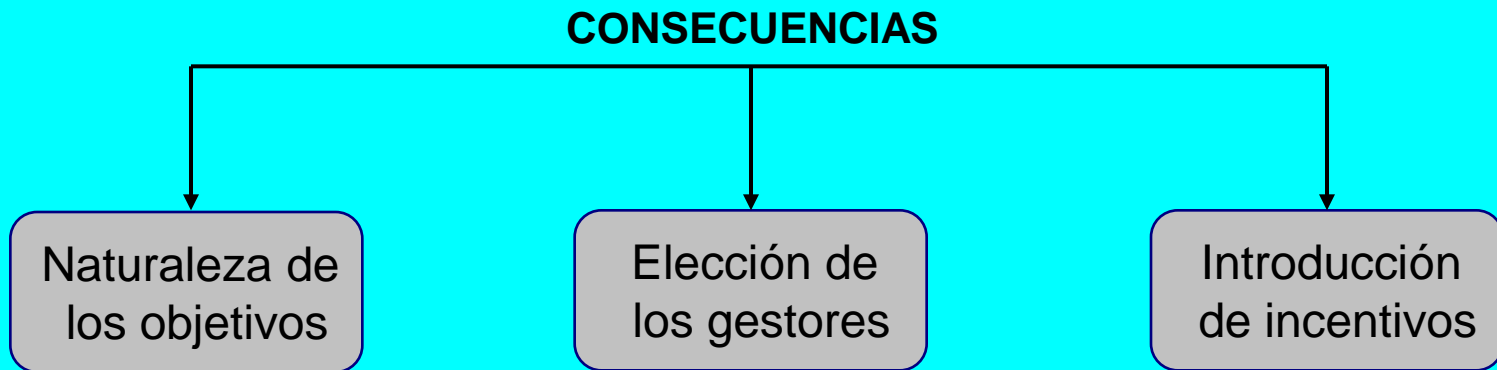 CONSECUENCIAS
Naturaleza de
los objetivos
Elección de
los gestores
Introducción
de incentivos